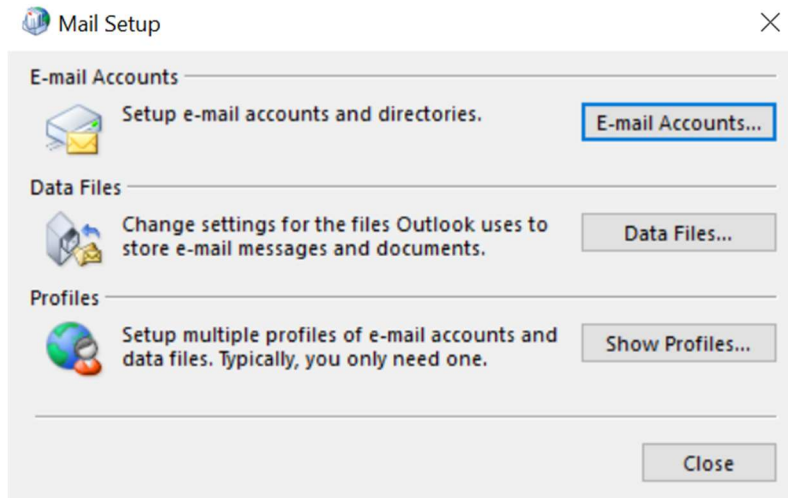 Mail Setup
E-mail Accounts
Setup e-mail accounts and directories.
E-mail Accounts...
Data Files
Change settings for the files Outlook uses to
store e-mail messages and documents.
Data Files...
Profiles
Setup multiple profiles of e-mail accounts and
data files. Typically, you only need one.
Show Profiles...
Close